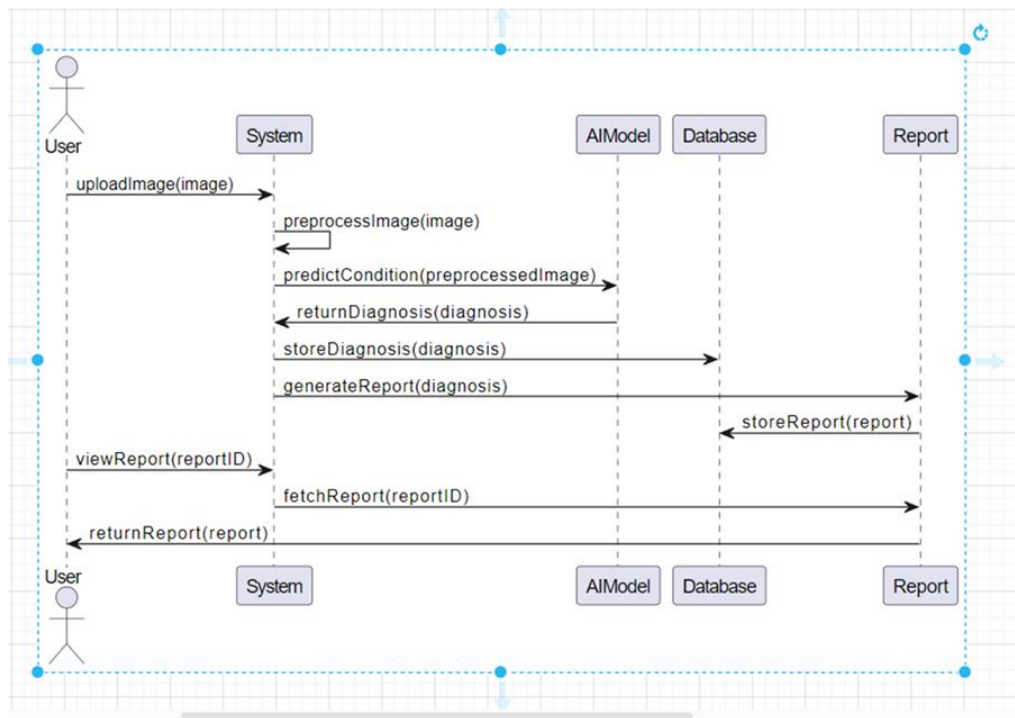 User
System
AIModel
Database
Report
uploadImage(image)
preprocessImage(image)
predictCondition(preprocessedImage)
returnDiagnosis(diagnosis)
storeDiagnosis(diagnosis)
generateReport(diagnosis)
storeReport(report)
viewReport(reportID)
fetchReport(reportID)
returnReport(report)
User
System
AIModel
Database
Report